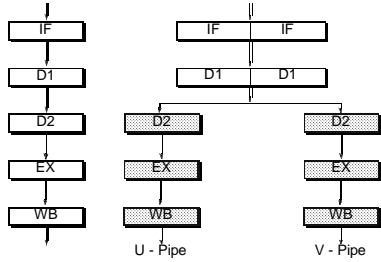 IF IF IF
D1 D1 D1
D2 D2 D2
EX EX EX
WB WB WB
U - Pipe V - Pipe